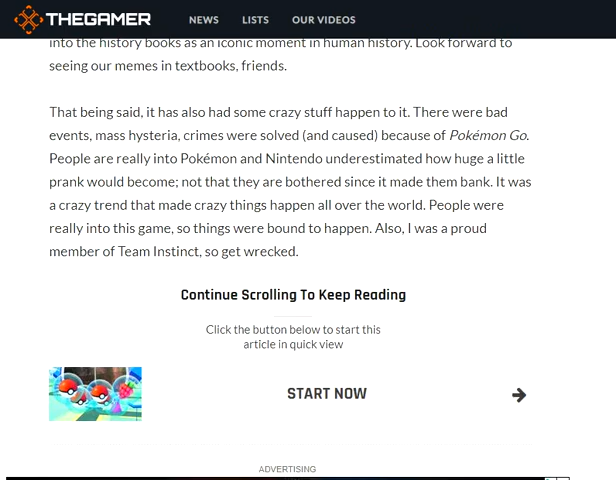 THEGAMER NEWS LISTS OUR VIDEOS
into the history books as an iconic moment in human history. Look forward to
seeing our memes in textbooks, friends.
That being said, it has also had some crazy stuff happen to it. There were bad
events, mass hysteria, crimes were solved (and caused) because of Pokémon Go.
People are really into Pokémon and Nintendo underestimated how huge a little
prank would become; not that they are bothered since it made them bank. It was
a crazy trend that made crazy things happen all over the world. People were
really into this game, so things were bound to happen. Also, I was a proud
member of Team Instinct, so get wrecked.
Continue Scrolling To Keep Reading
Click the button below to start this
article in quick view
START NOW
ADVERTISING